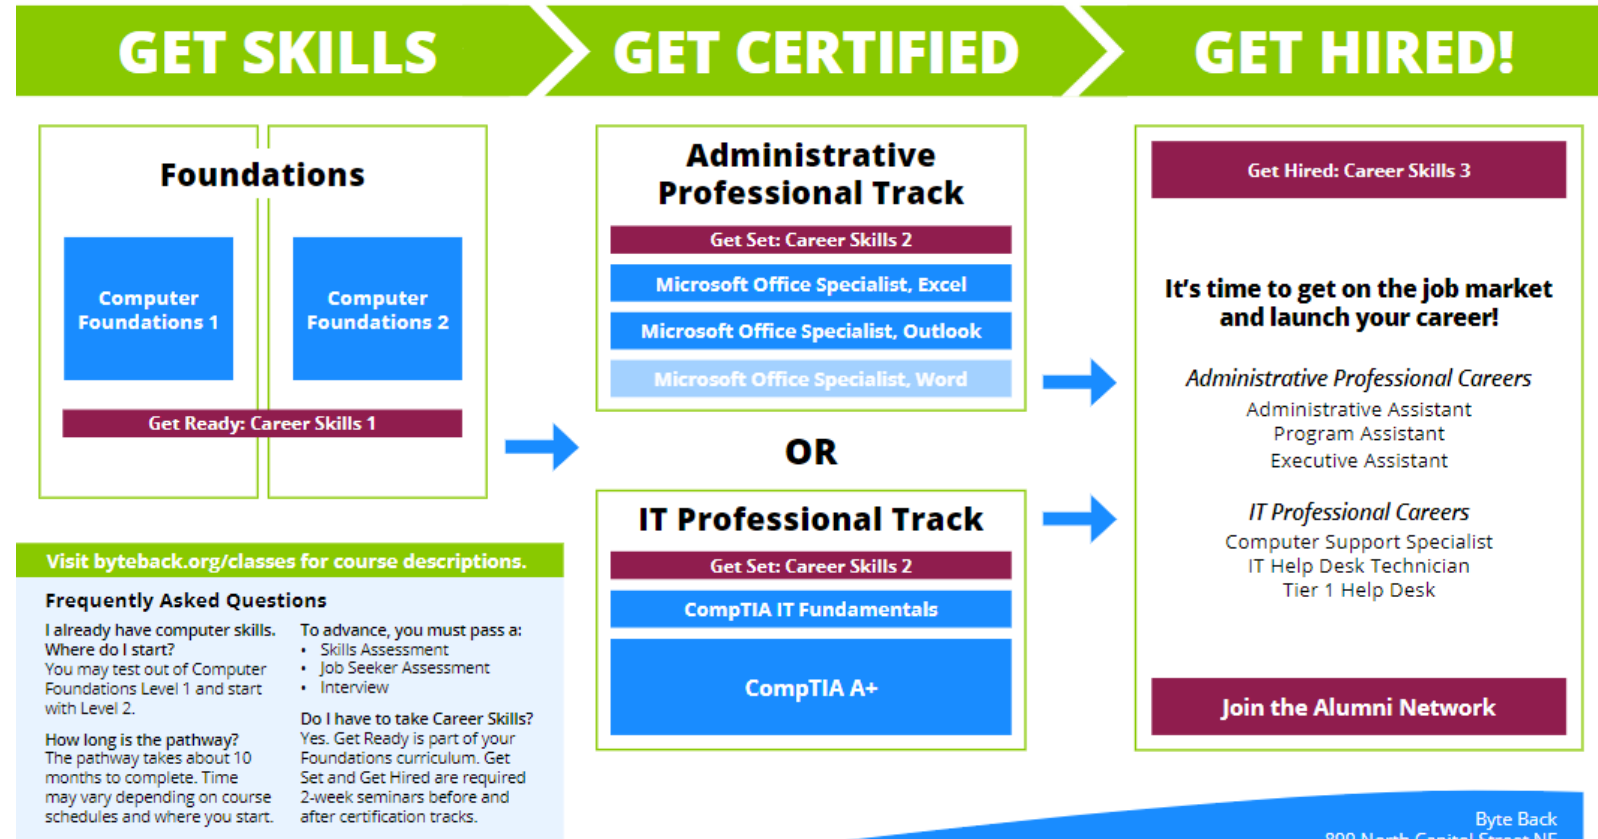 GET SKILLS
GET CERTIFIED
GET HIRED!
Foundations
Computer
Foundations 1
Computer
Foundations 2
Get Ready: Career Skills 1
Administrative
Professional Track
Get Set: Career Skills 2
Microsoft Office Specialist, Excel
Microsoft Office Specialist, Outlook
Microsoft Office Specialist, Word
OR
IT Professional Track
Get Set: Career Skills 2
CompTIA IT Fundamentals
CompTIA A+
Get Hired: Career Skills 3
It's time to get on the job market
and launch your career!
Administrative Professional Careers
Administrative Assistant
Program Assistant
Executive Assistant
IT Professional Careers
Computer Support Specialist
IT Help Desk Technician
Tier 1 Help Desk
Join the Alumni Network
Visit byteback.org/classes for course descriptions.
Frequently Asked Questions
I already have computer skills.
Where do I start?
You may test out of Computer
Foundations Level 1 and start
with Level 2.
How long is the pathway?
The pathway takes about 10
months to complete. Time
may vary depending on course
schedules and where you start.
To advance, you must pass a:
• Skills Assessment
• Job Seeker Assessment
• Interview
Do I have to take Career Skills?
Yes. Get Ready is part of your
Foundations curriculum. Get
Set and Get Hired are required
2-week seminars before and
after certification tracks.
Byte Back
North Capitol Street NE